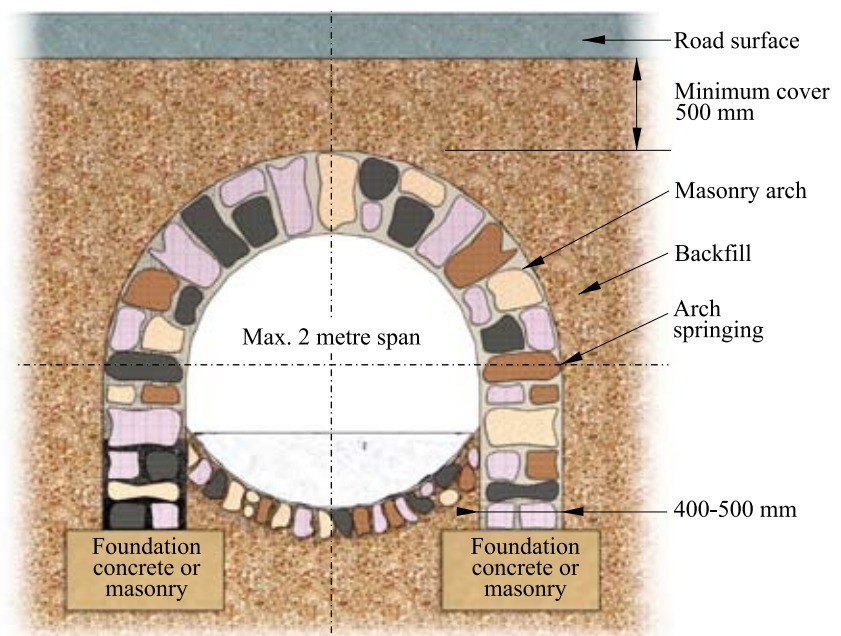 Road surface
Minimum cover
500 mm
Masonry arch
Backfill
Arch
springing
Max. 2 metre span
400-500 mm
Foundation
concrete or
masonry
Foundation
concrete or
masonry